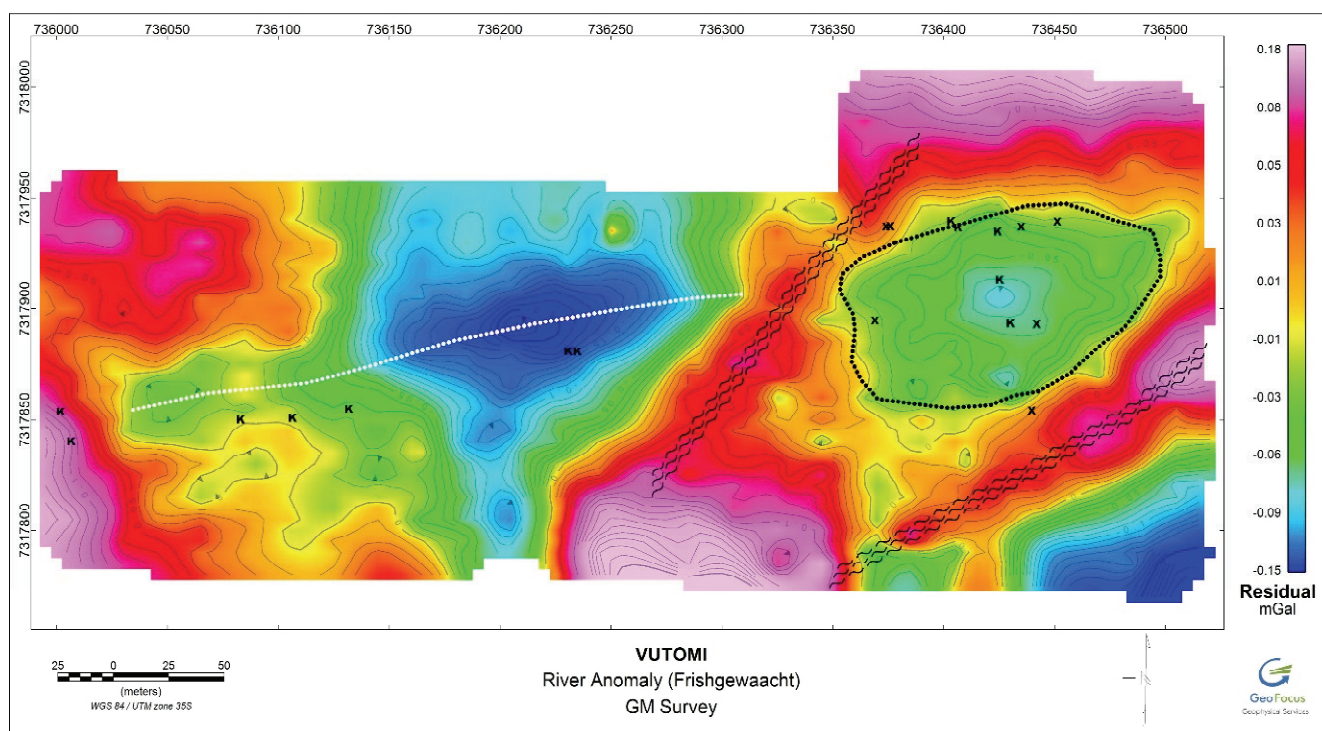 736000 736050 736100 736150 736200 736250 736300 736350 736400 736450 736500
7318000
7317950
7317900
7317850
7317800
0.18
0.08
0.05
0.03
0.01
-0.01
-0.03
-0.06
-0.09
-0.15
Residual
mGal
K X K X
K
X K X
K K
K K K K X
K
25 0 25 50
(meters)
WGS 84 / UTM zone 35S
VUTOMI
River Anomaly (Frishgewaacht)
GM Survey
GeoFocus
Geophysical Services